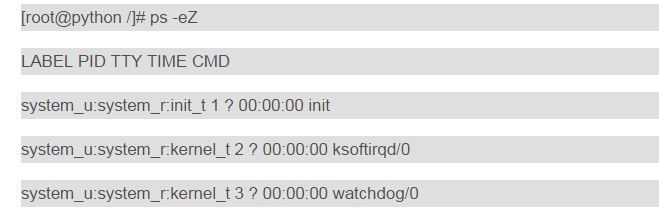 [root@python /]# ps -eZ
LABEL PID TTY TIME CMD
system_u:system_r:init_t 1 ? 00:00:00 init
system_u:system_r:kernel_t 2 ? 00:00:00 ksoftirqd/0
system_u:system_r:kernel_t 3 ? 00:00:00 watchdog/0